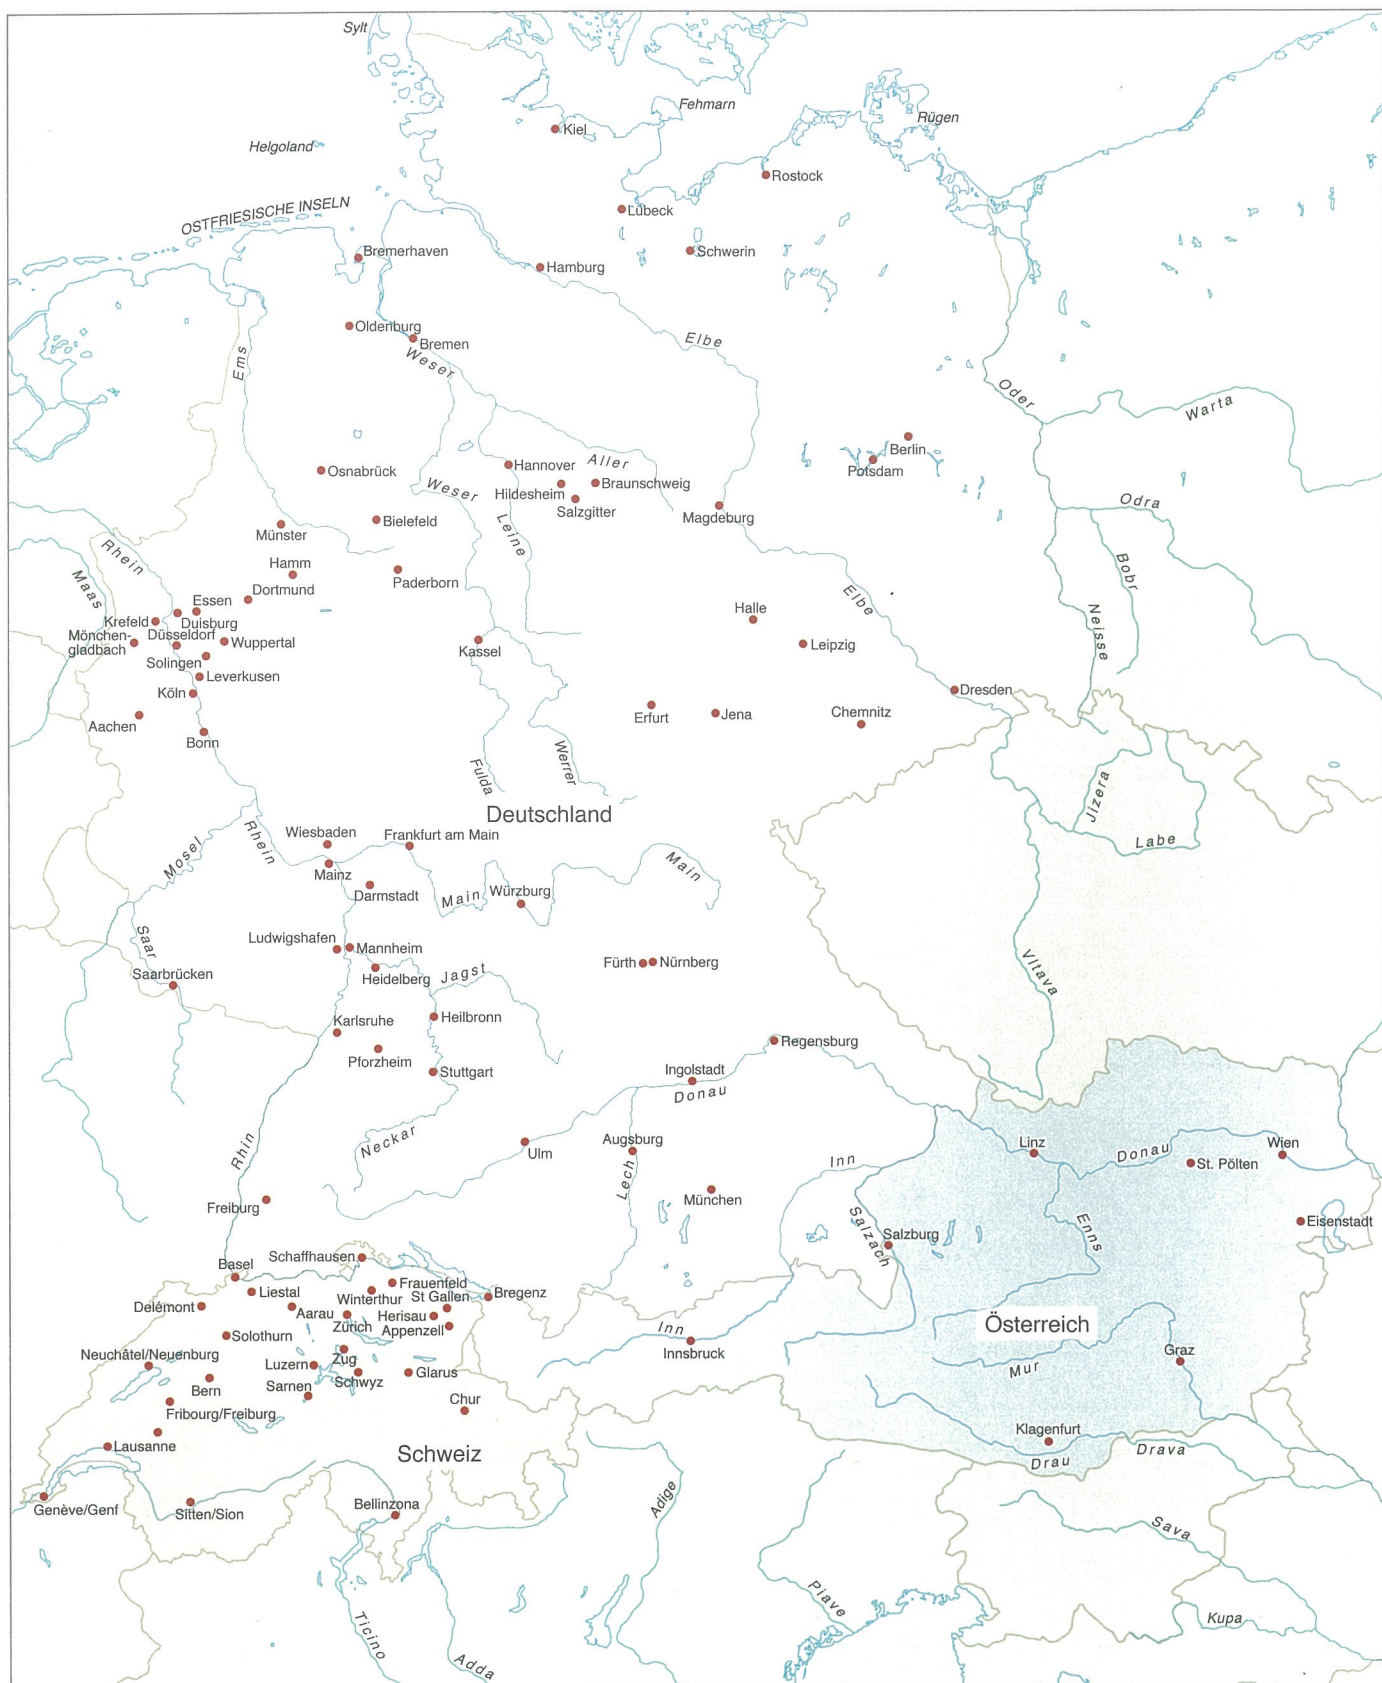 Sylt
Fehmarn
Rügen
Kiel
Helgoland
Rostock
OSTFRIESISCHE INSELN
Lübeck
Bremerhaven
Schwerin
Hamburg
Oldenburg
Bremen
Elbe
Weser
Ems
Oder
Warta
Berlin
Potsdam
Osnabrück
Hannover
Aller
Hildesheim
Braunschweig
Salzgitter
Weser
Odra
Magdeburg
Bielefeld
Münster
Leine
Rhein
Hamm
Paderborn
Bobr
Maas
Dortmund
Essen
Elbe
Halle
Neisse
Krefeld
Duisburg
Mönchen-
gladbach
Düsseldorf
Wuppertal
Kassel
Leipzig
Solingen
Leverkusen
Köln
Dresden
Aachen
Erfurt
Jena
Chemnitz
Bonn
Werrer
Fulda
Jizera
Deutschland
Wiesbaden
Frankfurt am Main
Rhein
Mosel
Labe
Mainz
Main
Darmstadt
Main
Würzburg
Saar
Ludwigshafen
Mannheim
Fürth
Nürnberg
Saarbrücken
Heidelberg
Jagst
Vltava
Karlsruhe
Heilbronn
Regensburg
Pforzheim
Stuttgart
Ingolstadt
Donau
Neckar
Augsburg
Linz
Donau
Wien
Rhin
Ulm
Inn
St. Pölten
Lech
München
Freiburg
Salzach
Salzburg
Enns
Eisenstadt
Basel
Schaffhausen
Liestal
Frauenfeld
Bregenz
Delémont
Winterthur
St Gallen
Aarau
Zürich
Herisau
Appenzell
Inn
Österreich
Solothurn
Innsbruck
Graz
Neuchâtel/Neuenburg
Luzern
Zug
Mur
Bern
Sarnen
Schwyz
Glarus
Fribourg/Freiburg
Chur
Klagenfurt
Lausanne
Schweiz
Drau
Drava
Genève/Genf
Sitten/Sion
Bellinzona
Adige
Sava
Piave
Kupa
Ticino
Adda